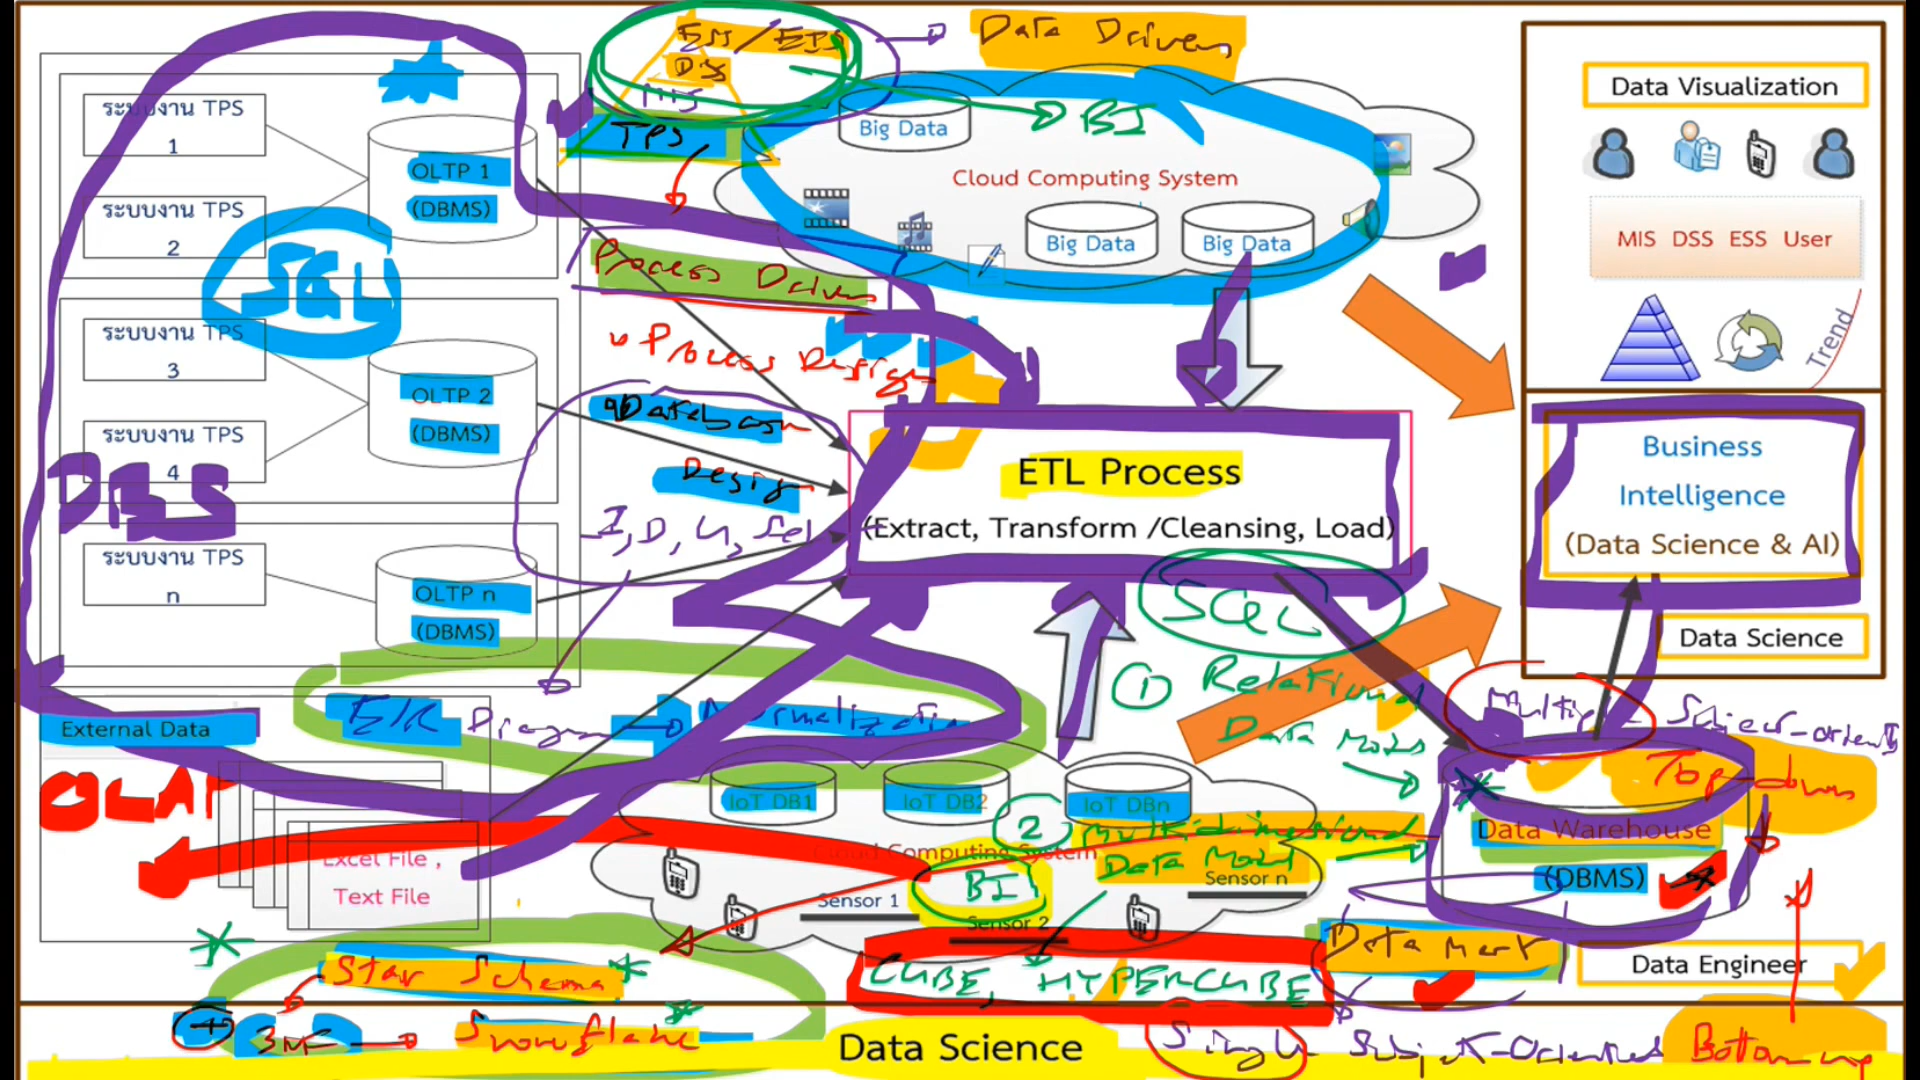 ESS/EIS
DSS
MIS
TPS
Data Driven
BI
ระบบงาน TPS
1
ระบบงาน TPS
2
OLTP 1
(DBMS)
SQL
ระบบงาน TPS
3
ระบบงาน TPS
4
OLTP 2
(DBMS)
DBS
ระบบงาน TPS
n
OLTP n
(DBMS)
Big Data
Cloud Computing System
Big Data
Big Data
Process Driven
Process Design
Database
Design
I, D, U, Sel
ETL Process
(Extract, Transform /Cleansing, Load)
SQL
Data Visualization
MIS DSS ESS User
Trend
Business
Intelligence
(Data Science & AI)
Data Science
External Data
E/R Diagram
Normalization
① Relational
Data Model
Multi - Subject-oriented
Top-down
OLAP
Excel File ,
Text File
IoT DB1
IoT DB2
IoT DBn
② Multidimensional
Data Model
Cloud Computing System
BI
Sensor 1
Sensor 2
Sensor n
Data Warehouse
(DBMS)
Star Schema
CUBE, HYPERCUBE
Data Mart
Data Engineer
3NF
Snowflake
Data Science
Single Subject-Oriented
Bottom-up